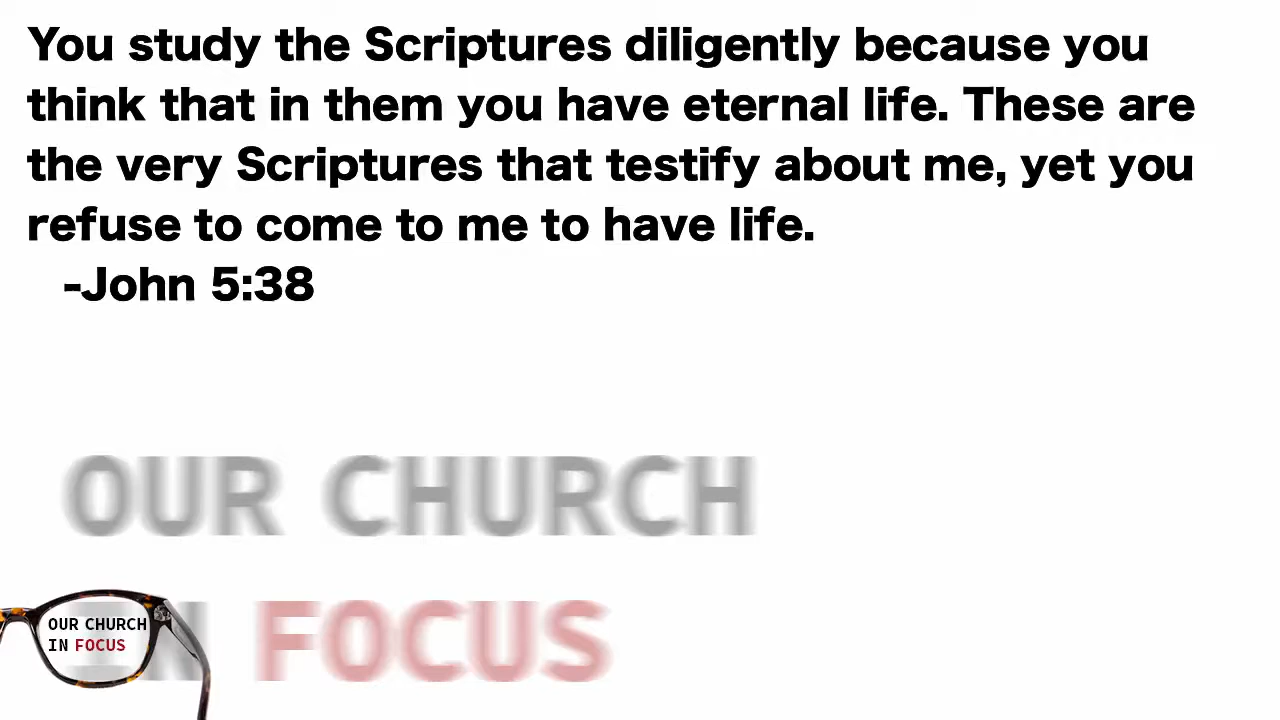 You study the Scriptures diligently because you
think that in them you have eternal life. These are
the very Scriptures that testify about me, yet you
refuse to come to me to have life.
-John 5:38
OUR CHURCH
IN FOCUS
OUR CHURCH
IN FOCUS